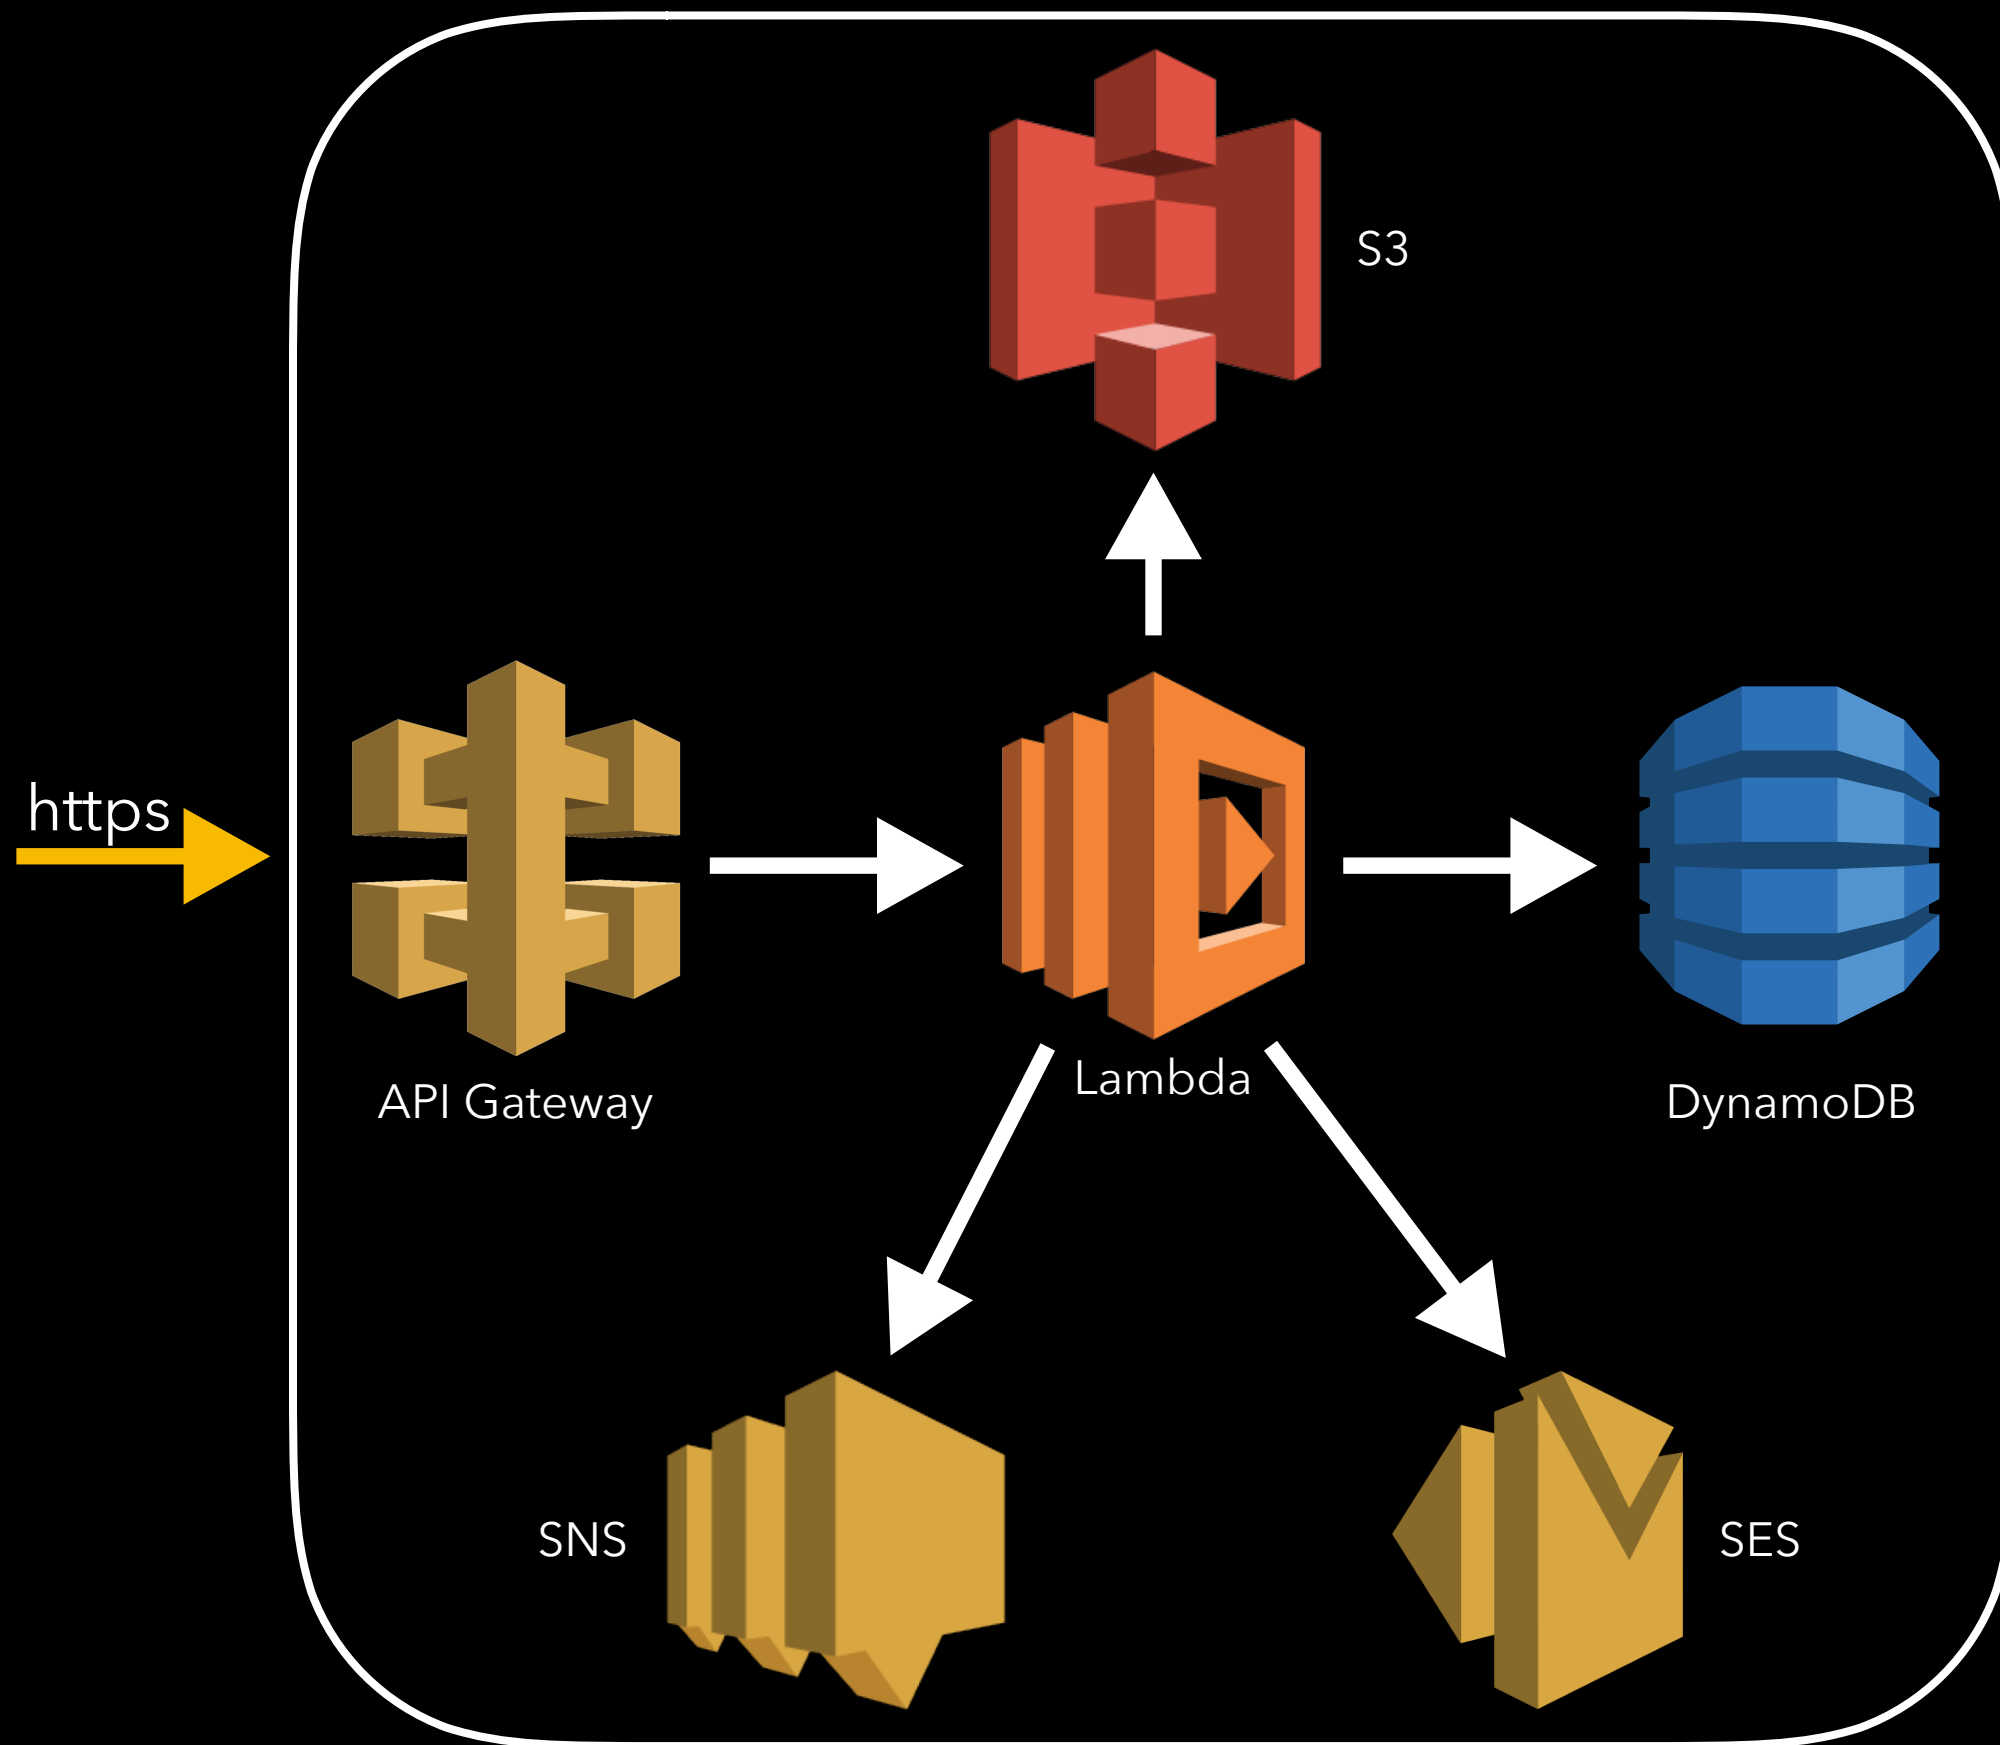 S3
https
API Gateway
Lambda
DynamoDB
SNS
SES